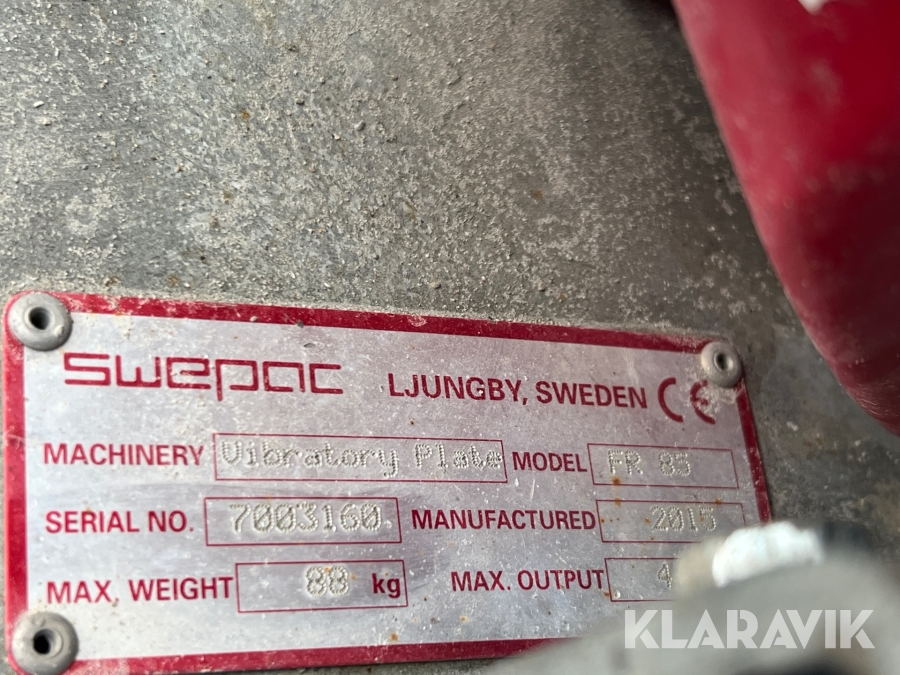 swepac LJUNGBY, SWEDEN CE
MACHINERY Vibratory Plate MODEL FR 85
SERIAL NO. 7003160 MANUFACTURED 2015
MAX. WEIGHT 88 kg MAX. OUTPUT 4
KLARAVIK